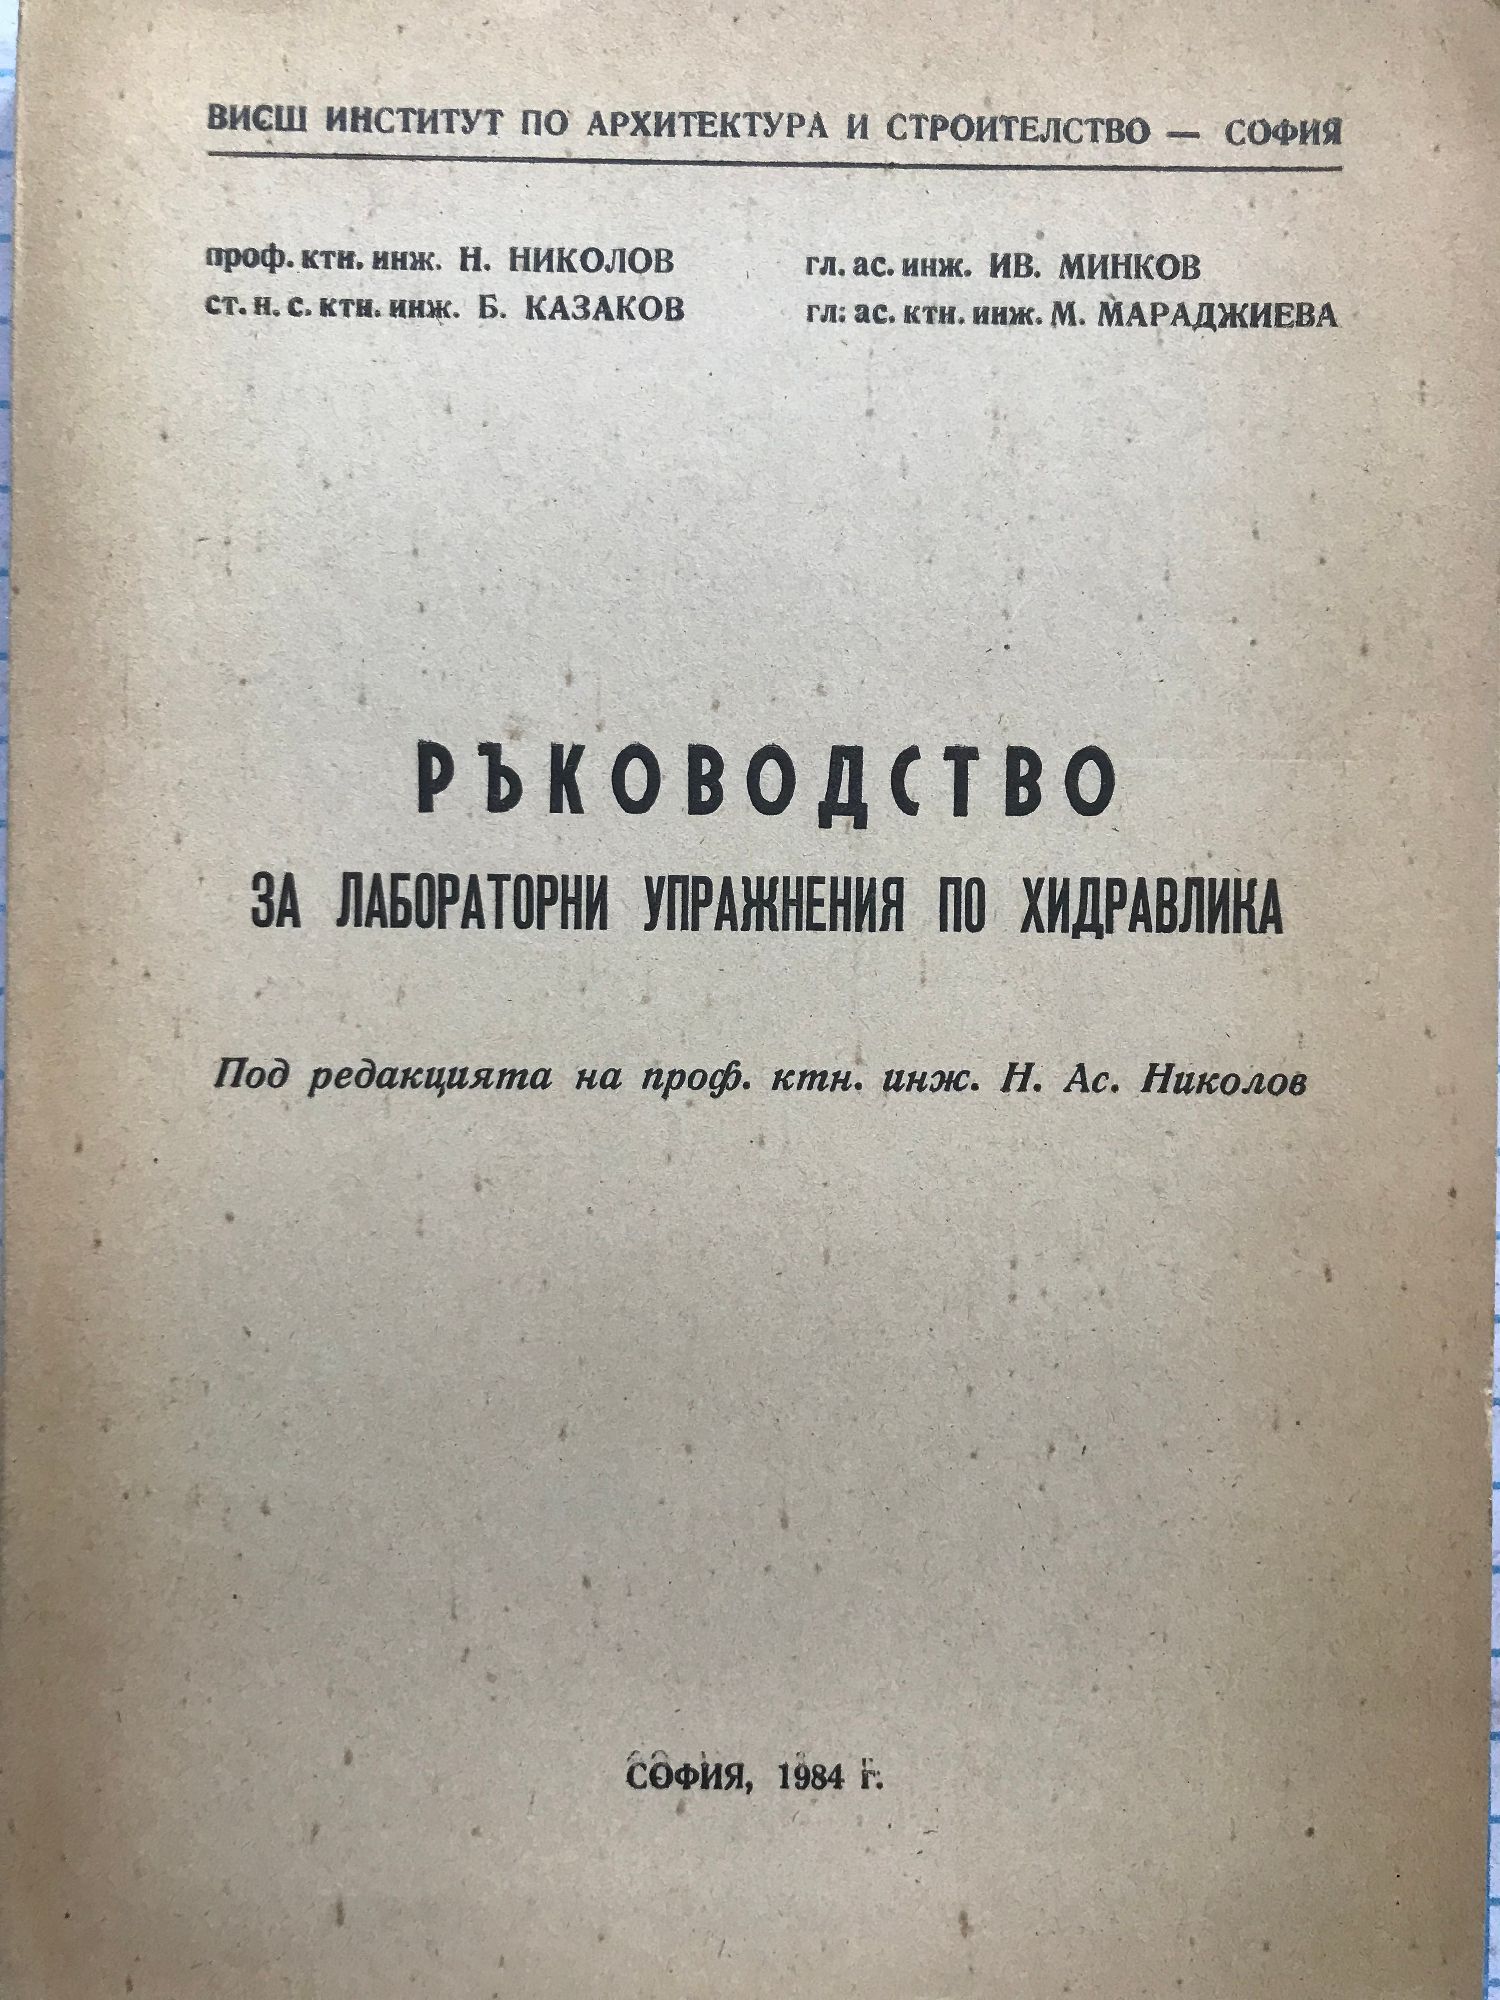 ВИСШ ИНСТИТУТ ПО АРХИТЕКТУРА И СТРОИТЕЛСТВО — СОФИЯ
проф. ктн. инж. Н. НИКОЛОВ
ст. н. с. ктн. инж. Б. КАЗАКОВ
гл. ас. инж. ИВ. МИНКОВ
гл. ас. ктн. инж. М. МАРАДЖИЕВА
РЪКОВОДСТВО
ЗА ЛАБОРАТОРНИ УПРАЖНЕНИЯ ПО ХИДРАВЛИКА
Под редакцията на проф. ктн. инж. Н. Ас. Николов
СОФИЯ, 1984 г.